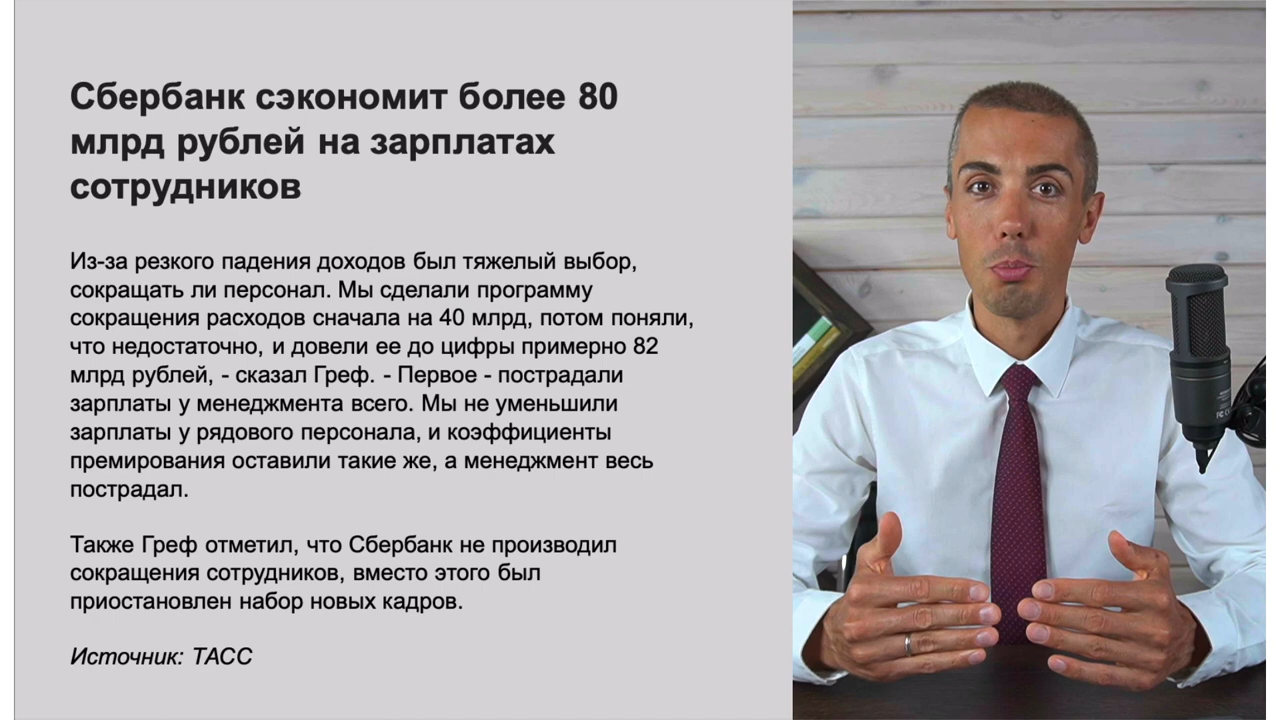 Сбербанк сэкономит более 80
млрд рублей на зарплатах
сотрудников
Из-за резкого падения доходов был тяжелый выбор,
сокращать ли персонал. Мы сделали программу
сокращения расходов сначала на 40 млрд, потом поняли,
что недостаточно, и довели ее до цифры примерно 82
млрд рублей, - сказал Греф. - Первое - пострадали
зарплаты у менеджмента всего. Мы не уменьшили
зарплаты у рядового персонала, и коэффициенты
премирования оставили такие же, а менеджмент весь
пострадал.
Также Греф отметил, что Сбербанк не производил
сокращения сотрудников, вместо этого был
приостановлен набор новых кадров.
Источник: ТАСС